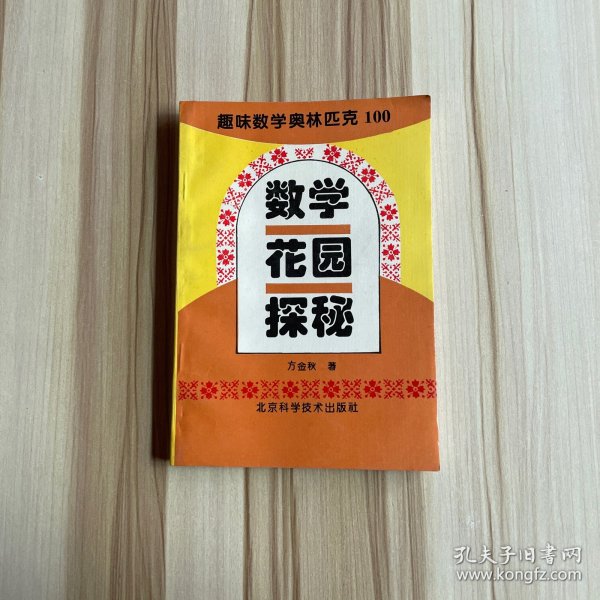 趣味数学奥林匹克 100
数学
花园
探秘
方金秋 著
北京科学技术出版社
孔夫子旧书网
www.kongfz.com